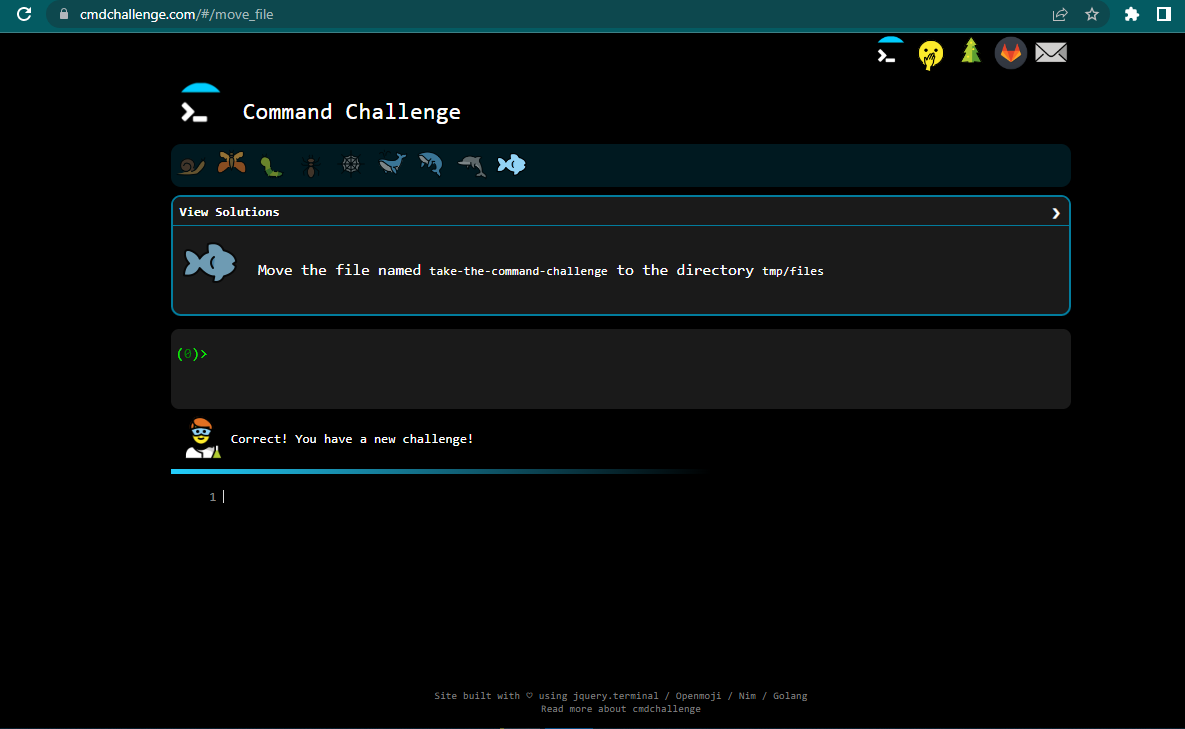 cmdchallenge.com/#/move_file
Command Challenge
View Solutions
Move the file named take-the-command-challenge to the directory tmp/files
(0)>
Correct! You have a new challenge!
1
Site built with ♡ using jquery.terminal / Openmoji / Nim / Golang
Read more about cmdchallenge